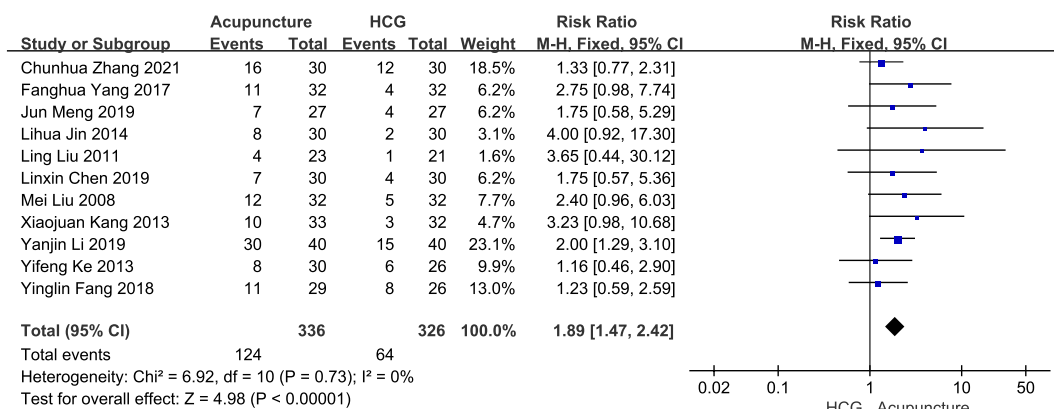 Acupuncture HCG Risk Ratio Risk Ratio
Study or Subgroup Events Total Events Total Weight M-H, Fixed, 95% CI M-H, Fixed, 95% CI
Chunhua Zhang 2021 16 30 12 30 18.5% 1.33 [0.77, 2.31]
Fanghua Yang 2017 11 32 4 32 6.2% 2.75 [0.98, 7.74]
Jun Meng 2019 7 27 4 27 6.2% 1.75 [0.58, 5.29]
Lihua Jin 2014 8 30 2 30 3.1% 4.00 [0.92, 17.30]
Ling Liu 2011 4 23 1 21 1.6% 3.65 [0.44, 30.12]
Linxin Chen 2019 7 30 4 30 6.2% 1.75 [0.57, 5.36]
Mei Liu 2008 12 32 5 32 7.7% 2.40 [0.96, 6.03]
Xiaojuan Kang 2013 10 33 3 32 4.7% 3.23 [0.98, 10.68]
Yanjin Li 2019 30 40 15 40 23.1% 2.00 [1.29, 3.10]
Yifeng Ke 2013 8 30 6 26 9.9% 1.16 [0.46, 2.90]
Yinglin Fang 2018 11 29 8 26 13.0% 1.23 [0.59, 2.59]
Total (95% CI) 336 326 100.0% 1.89 [1.47, 2.42]
Total events 124 64
Heterogeneity: Chi² = 6.92, df = 10 (P = 0.73); I² = 0%
Test for overall effect: Z = 4.98 (P < 0.00001)
0.02 0.1 1 10 50
HCG Acupuncture